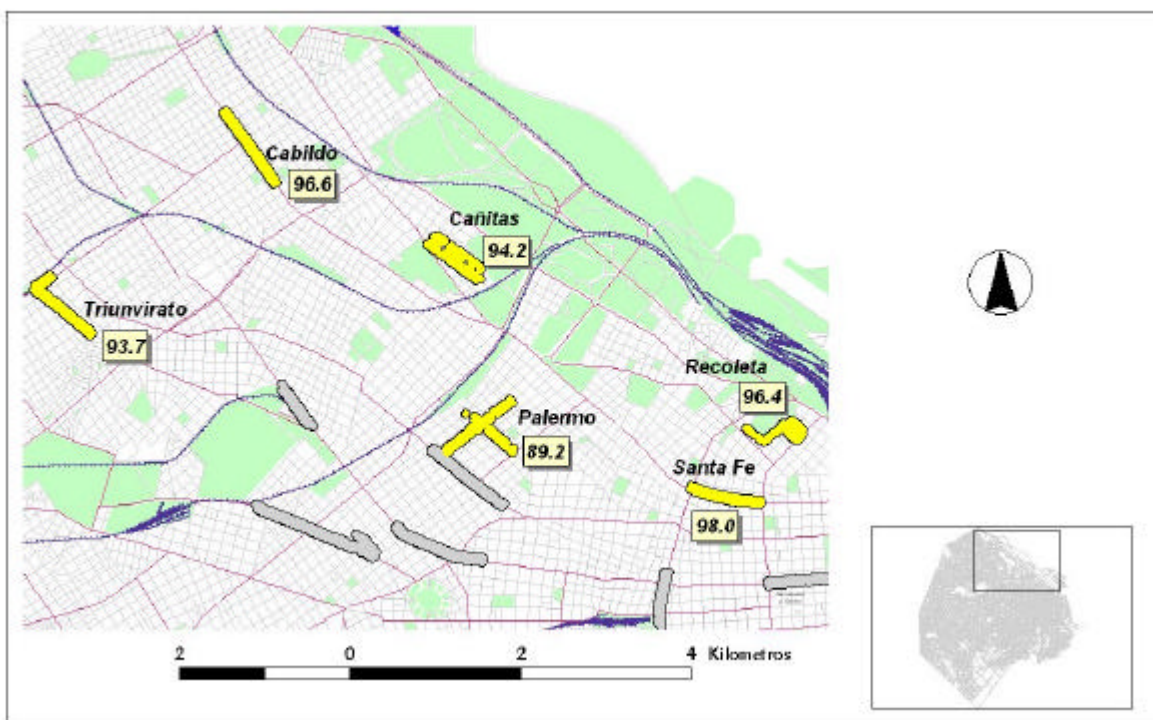 Cabildo
96.6
Cañitas
94.2
Triunvirato
93.7
Recoleta
96.4
Palermo
89.2
Santa Fe
98.0
2 0 2 4 Kilometros